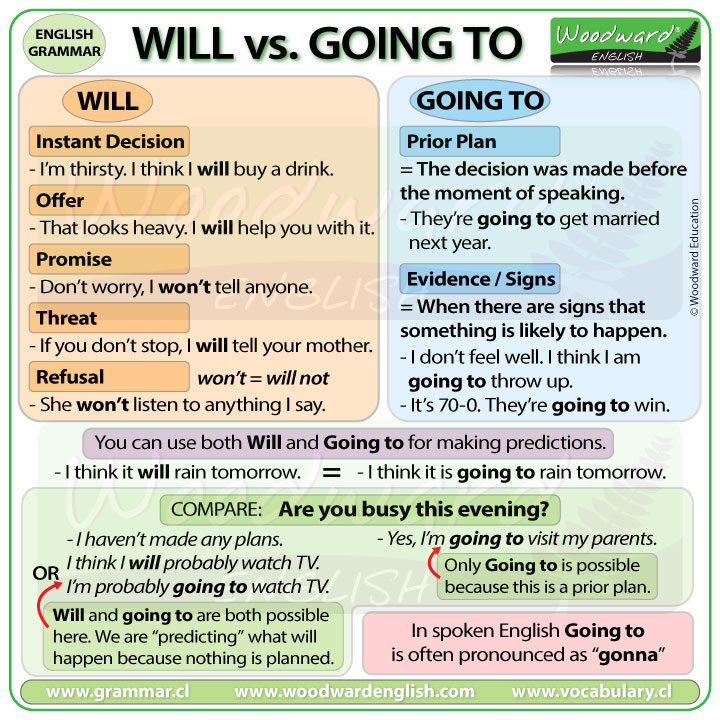 ENGLISH
GRAMMAR
WILL vs. GOING TO
Woodward®
ENGLISH
WILL
Instant Decision
- I'm thirsty. I think I will buy a drink.
Offer
- That looks heavy. I will help you with it.
Promise
- Don't worry, I won't tell anyone.
Threat
- If you don't stop, I will tell your mother.
Refusal won't = will not
- She won't listen to anything I say.
GOING TO
Prior Plan
= The decision was made before
the moment of speaking.
- They're going to get married
next year.
Evidence / Signs
= When there are signs that
something is likely to happen.
- I don't feel well. I think I am
going to throw up.
- It's 70-0. They're going to win.
© Woodward Education
You can use both Will and Going to for making predictions.
- I think it will rain tomorrow. = - I think it is going to rain tomorrow.
COMPARE: Are you busy this evening?
- I haven't made any plans.
I think I will probably watch TV.
OR
I'm probably going to watch TV.
Will and going to are both possible
here. We are "predicting" what will
happen because nothing is planned.
- Yes, I'm going to visit my parents.
Only Going to is possible
because this is a prior plan.
In spoken English Going to
is often pronounced as "gonna"
www.grammar.cl www.woodwardenglish.com www.vocabulary.cl
Woodward
ENGLISH
Woodward
ENGLISH